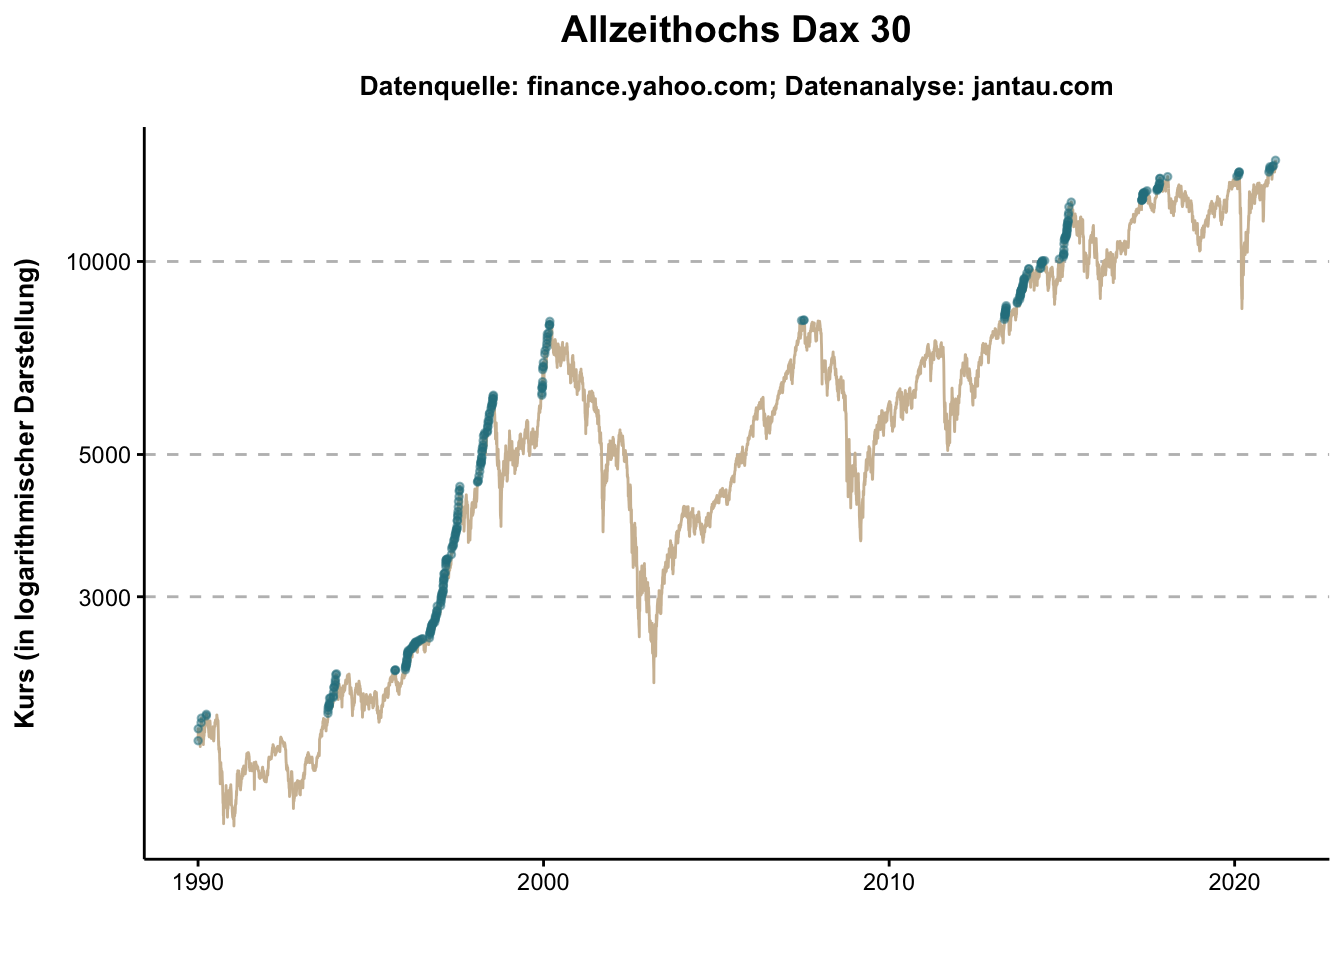 Allzeithochs Dax 30
Datenquelle: finance.yahoo.com; Datenanalyse: jantau.com
Kurs (in logarithmischer Darstellung)
10000
5000
3000
1990
2000
2010
2020